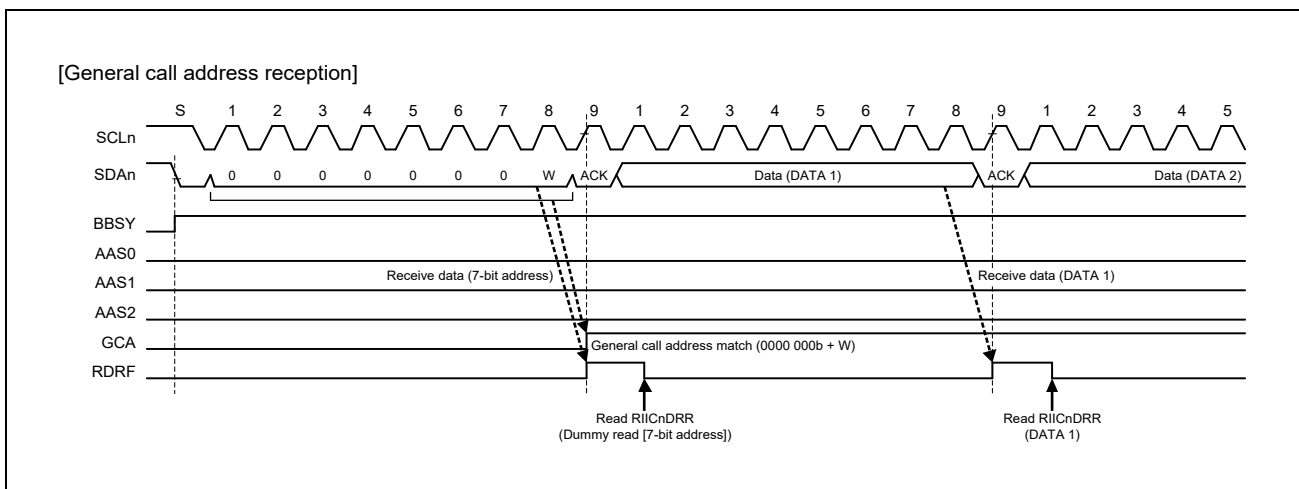 [General call address reception]
S 1 2 3 4 5 6 7 8 9 1 2 3 4 5 6 7 8 9 1 2 3 4 5
SCLn
SDAn 0 0 0 0 0 0 0 W ACK Data (DATA 1) ACK Data (DATA 2)
BBSY
AAS0
Receive data (7-bit address) Receive data (DATA 1)
AAS1
AAS2
GCA General call address match (0000 000b + W)
RDRF
Read RIICnDRR Read RIICnDRR
(Dummy read [7-bit address]) (DATA 1)